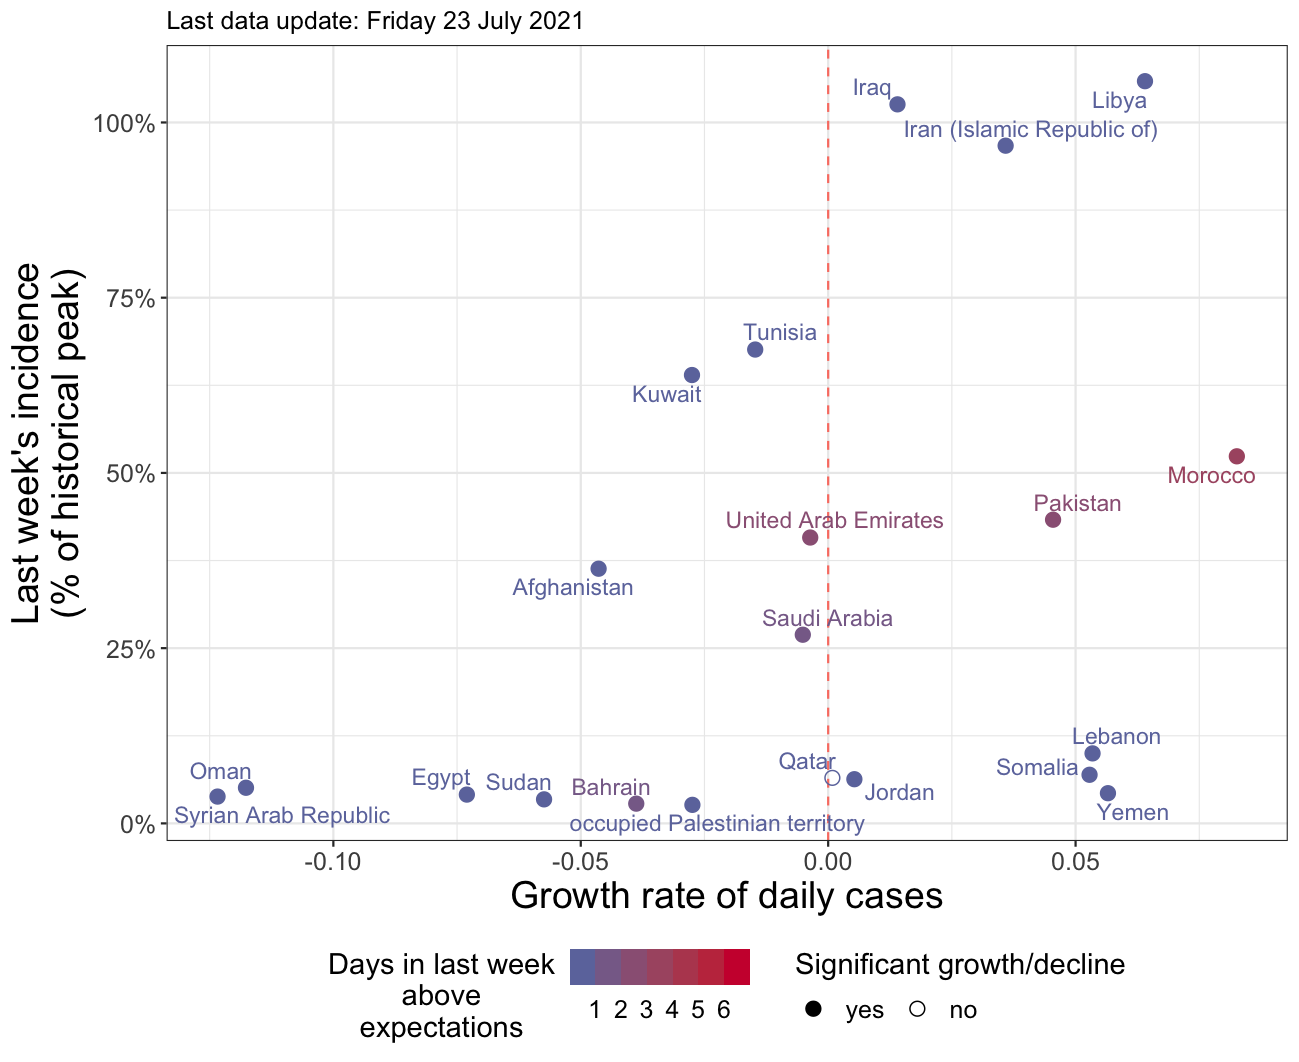 Last data update: Friday 23 July 2021
Last week's incidence
(% of historical peak)
100%
75%
50%
25%
0%
Iraq
Libya
Iran (Islamic Republic of)
Tunisia
Kuwait
Morocco
Pakistan
United Arab Emirates
Afghanistan
Saudi Arabia
Lebanon
Qatar
Somalia
Oman
Egypt
Sudan
Bahrain
Jordan
Yemen
Syrian Arab Republic
occupied Palestinian territory
-0.10
-0.05
0.00
0.05
Growth rate of daily cases
Days in last week
above
expectations
1 2 3 4 5 6
Significant growth/decline
yes
no